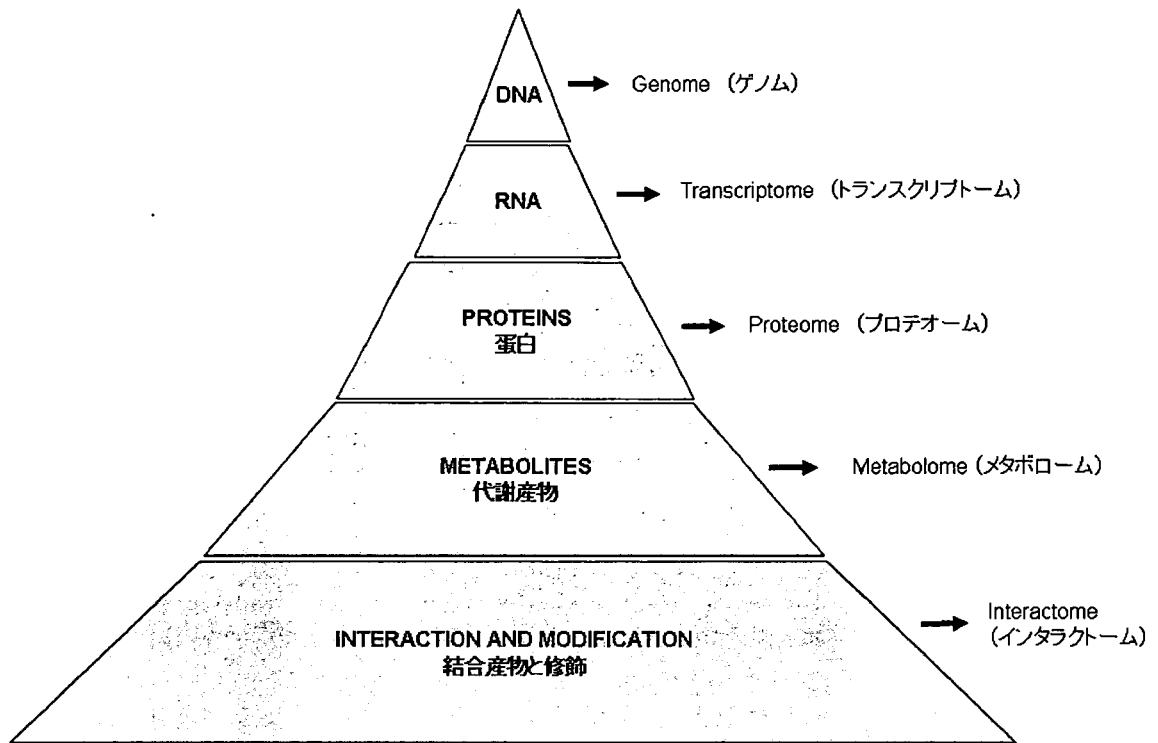 DNA
Genome (ゲノム)
RNA
Transcriptome (トランスクリプトーム)
PROTEINS
蛋白
Proteome (プロテオーム)
METABOLITES
代謝産物
Metabolome (メタボローム)
INTERACTION AND MODIFICATION
結合産物と修飾
Interactome
(インタラクトーム)